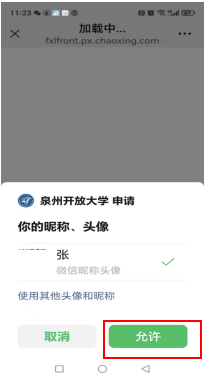 11:23
加载中...
fxlfront.px.chaoxing.com
泉州开放大学 申请
你的昵称、头像
张
微信昵称头像
使用其他头像和昵称
取消
允许